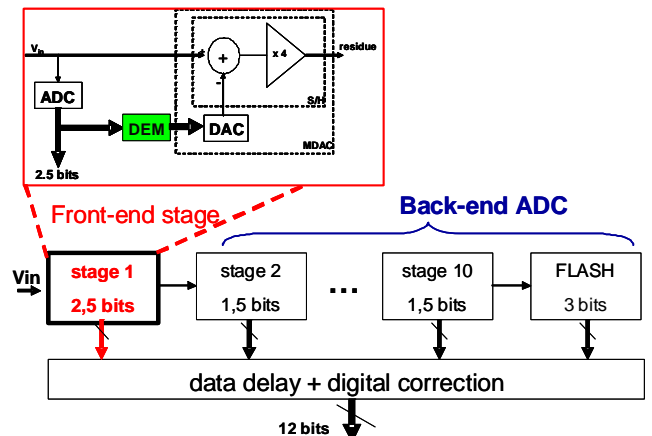 Vin
+
+
x 4
residue
-
S/H
ADC
DEM
DAC
MDAC
2.5 bits
Front-end stage
Back-end ADC
Vin
stage 1
2,5 bits
stage 2
1,5 bits
...
stage 10
1,5 bits
FLASH
3 bits
data delay + digital correction
12 bits